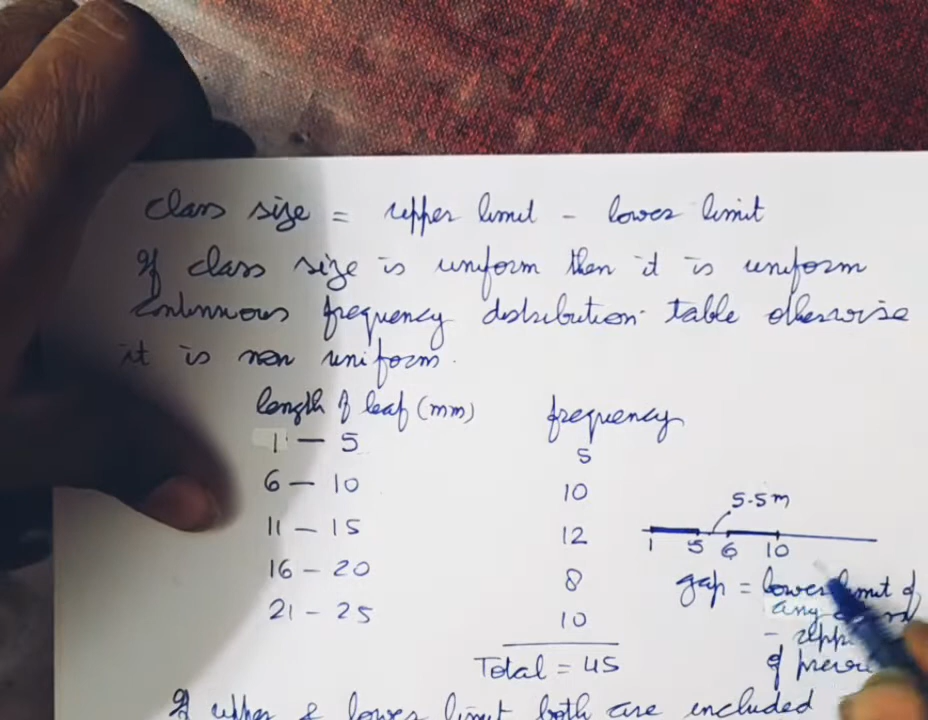 class size = upper limit - lower limit
If class size is uniform then it is uniform
continuous frequency distribution table otherwise
it is non uniform.
length of leaf (mm) frequency
1 - 5 5
6 - 10 10
11 - 15 12
16 - 20 8
21 - 25 10
Total = 45
5.5m
1 5 6 10
gap = lower limit of
any
- upp
of previ
If upper & lower limit both are included